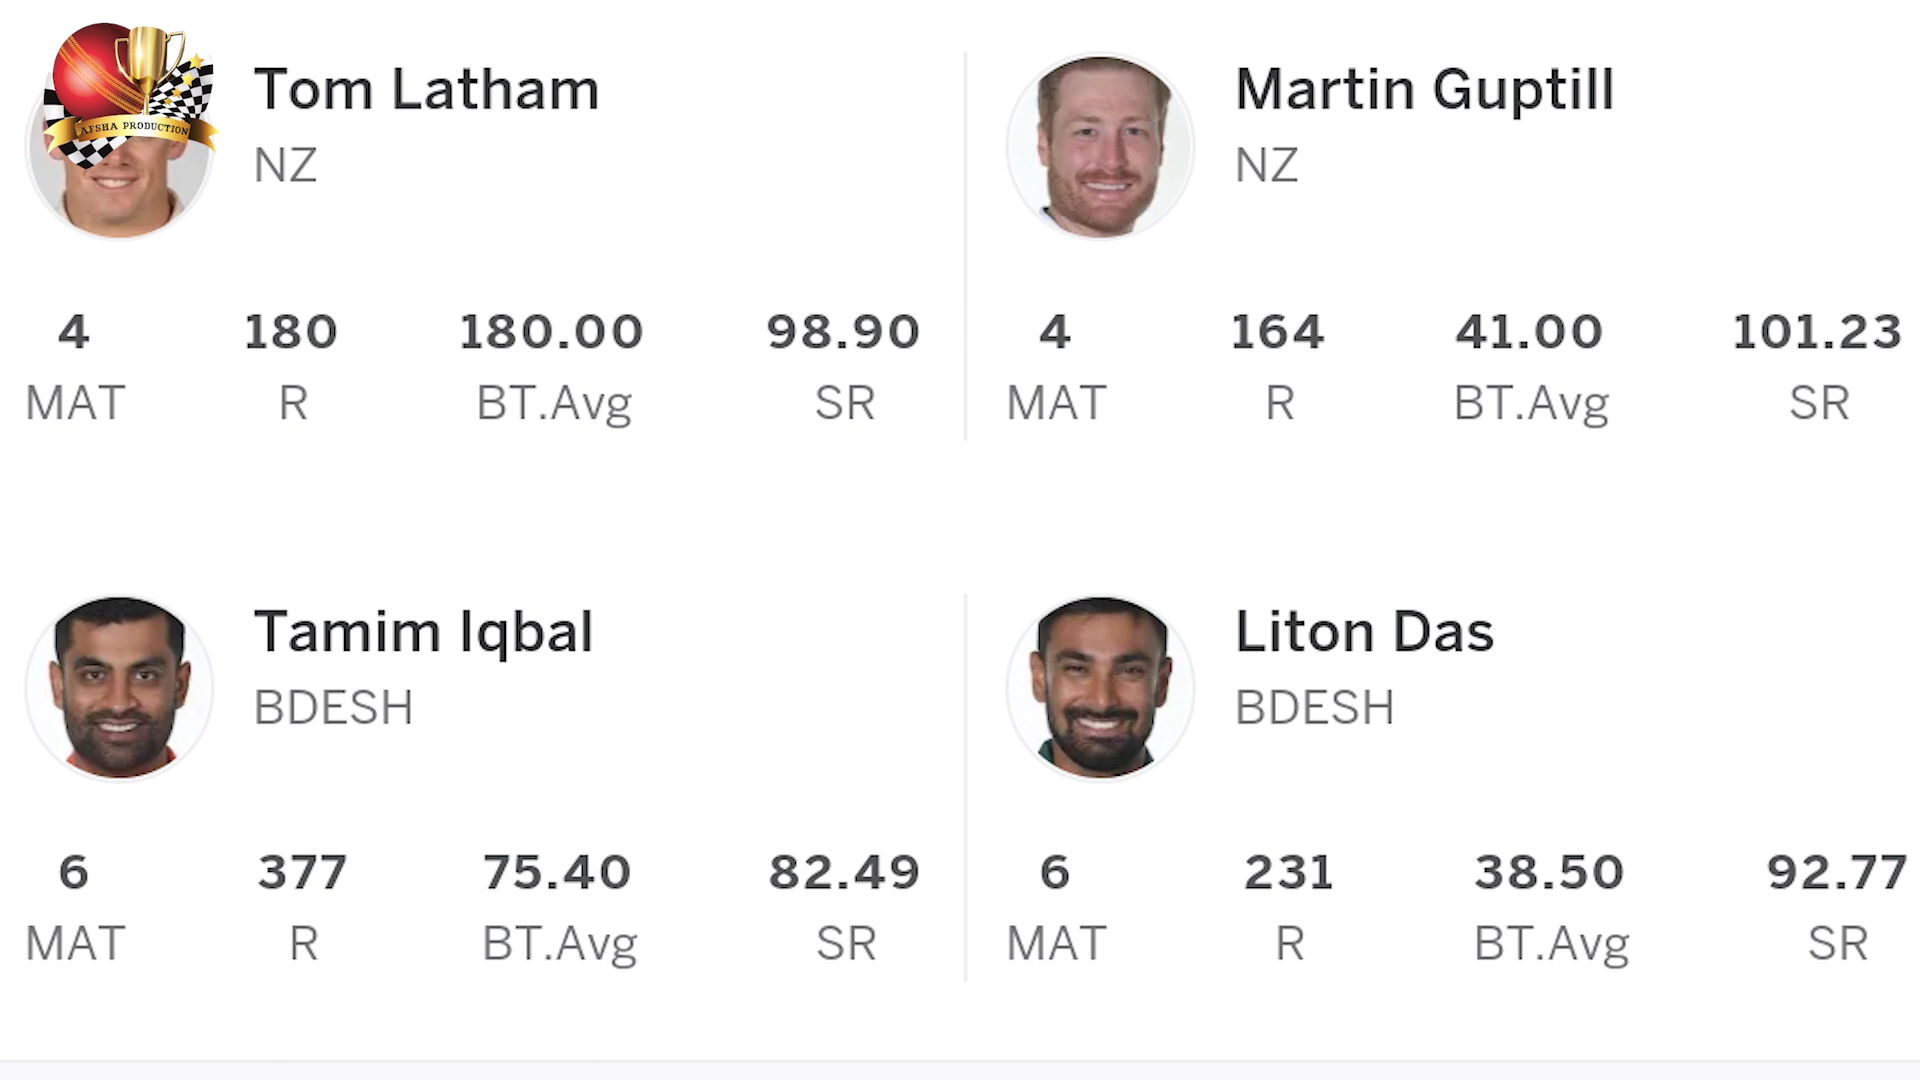 AFSHA PRODUCTION
Tom Latham
NZ
4 180 180.00 98.90
MAT R BT.Avg SR
Martin Guptill
NZ
4 164 41.00 101.23
MAT R BT.Avg SR
Tamim Iqbal
BDESH
6 377 75.40 82.49
MAT R BT.Avg SR
Liton Das
BDESH
6 231 38.50 92.77
MAT R BT.Avg SR